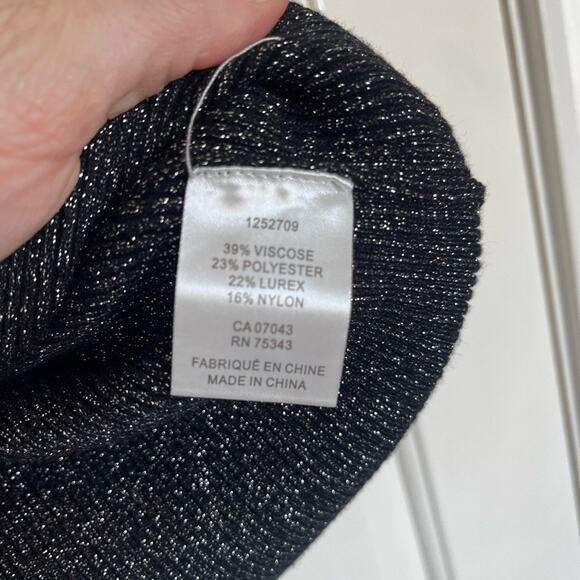 1252709
39% VISCOSE
23% POLYESTER
22% LUREX
16% NYLON
CA 07043
RN 75343
FABRIQUÉ EN CHINE
MADE IN CHINA